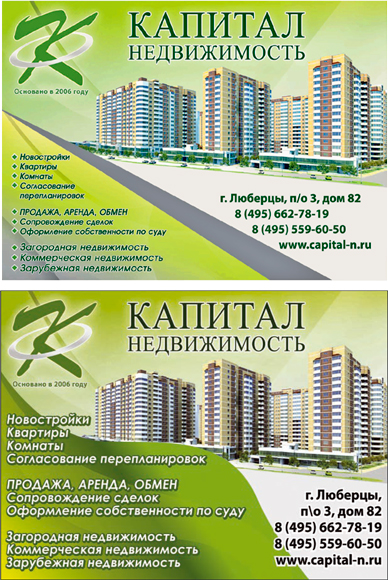 КАПИТАЛ
НЕДВИЖИМОСТЬ
Основано в 2006 году
Новостройки
Квартиры
Комнаты
Согласование
перепланировок
ПРОДАЖА, АРЕНДА, ОБМЕН
Сопровождение сделок
Оформление собственности по суду
Загородная недвижимость
Коммерческая недвижимость
Зарубежная недвижимость
г. Люберцы, п/о 3, дом 82
8 (495) 662-78-19
8 (495) 559-60-50
www.capital-n.ru
КАПИТАЛ
НЕДВИЖИМОСТЬ
Основано в 2006 году
Новостройки
Квартиры
Комнаты
Согласование перепланировок
ПРОДАЖА, АРЕНДА, ОБМЕН
Сопровождение сделок
Оформление собственности по суду
Загородная недвижимость
Коммерческая недвижимость
Зарубежная недвижимость
г. Люберцы,
п\о 3, дом 82
8 (495) 662-78-19
8 (495) 559-60-50
www.capital-n.ru